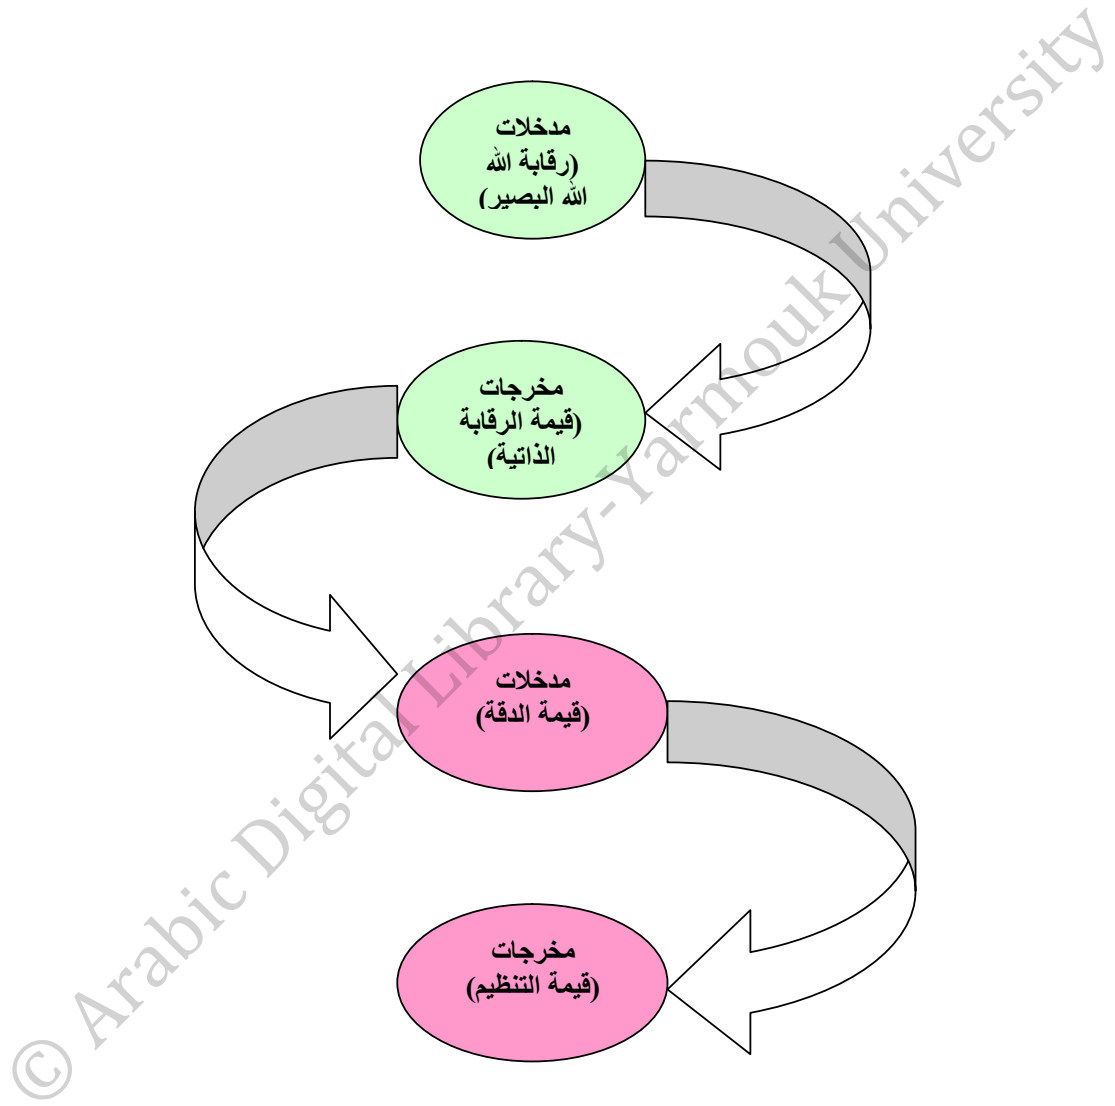 مدخلات
(رقابة الله
الله البصير)
مخرجات
(قيمة الرقابة
الذاتية)
مدخلات
(قيمة الدقة)
مخرجات
(قيمة التنظيم)
© Arabic Digital Library-Yarmouk University